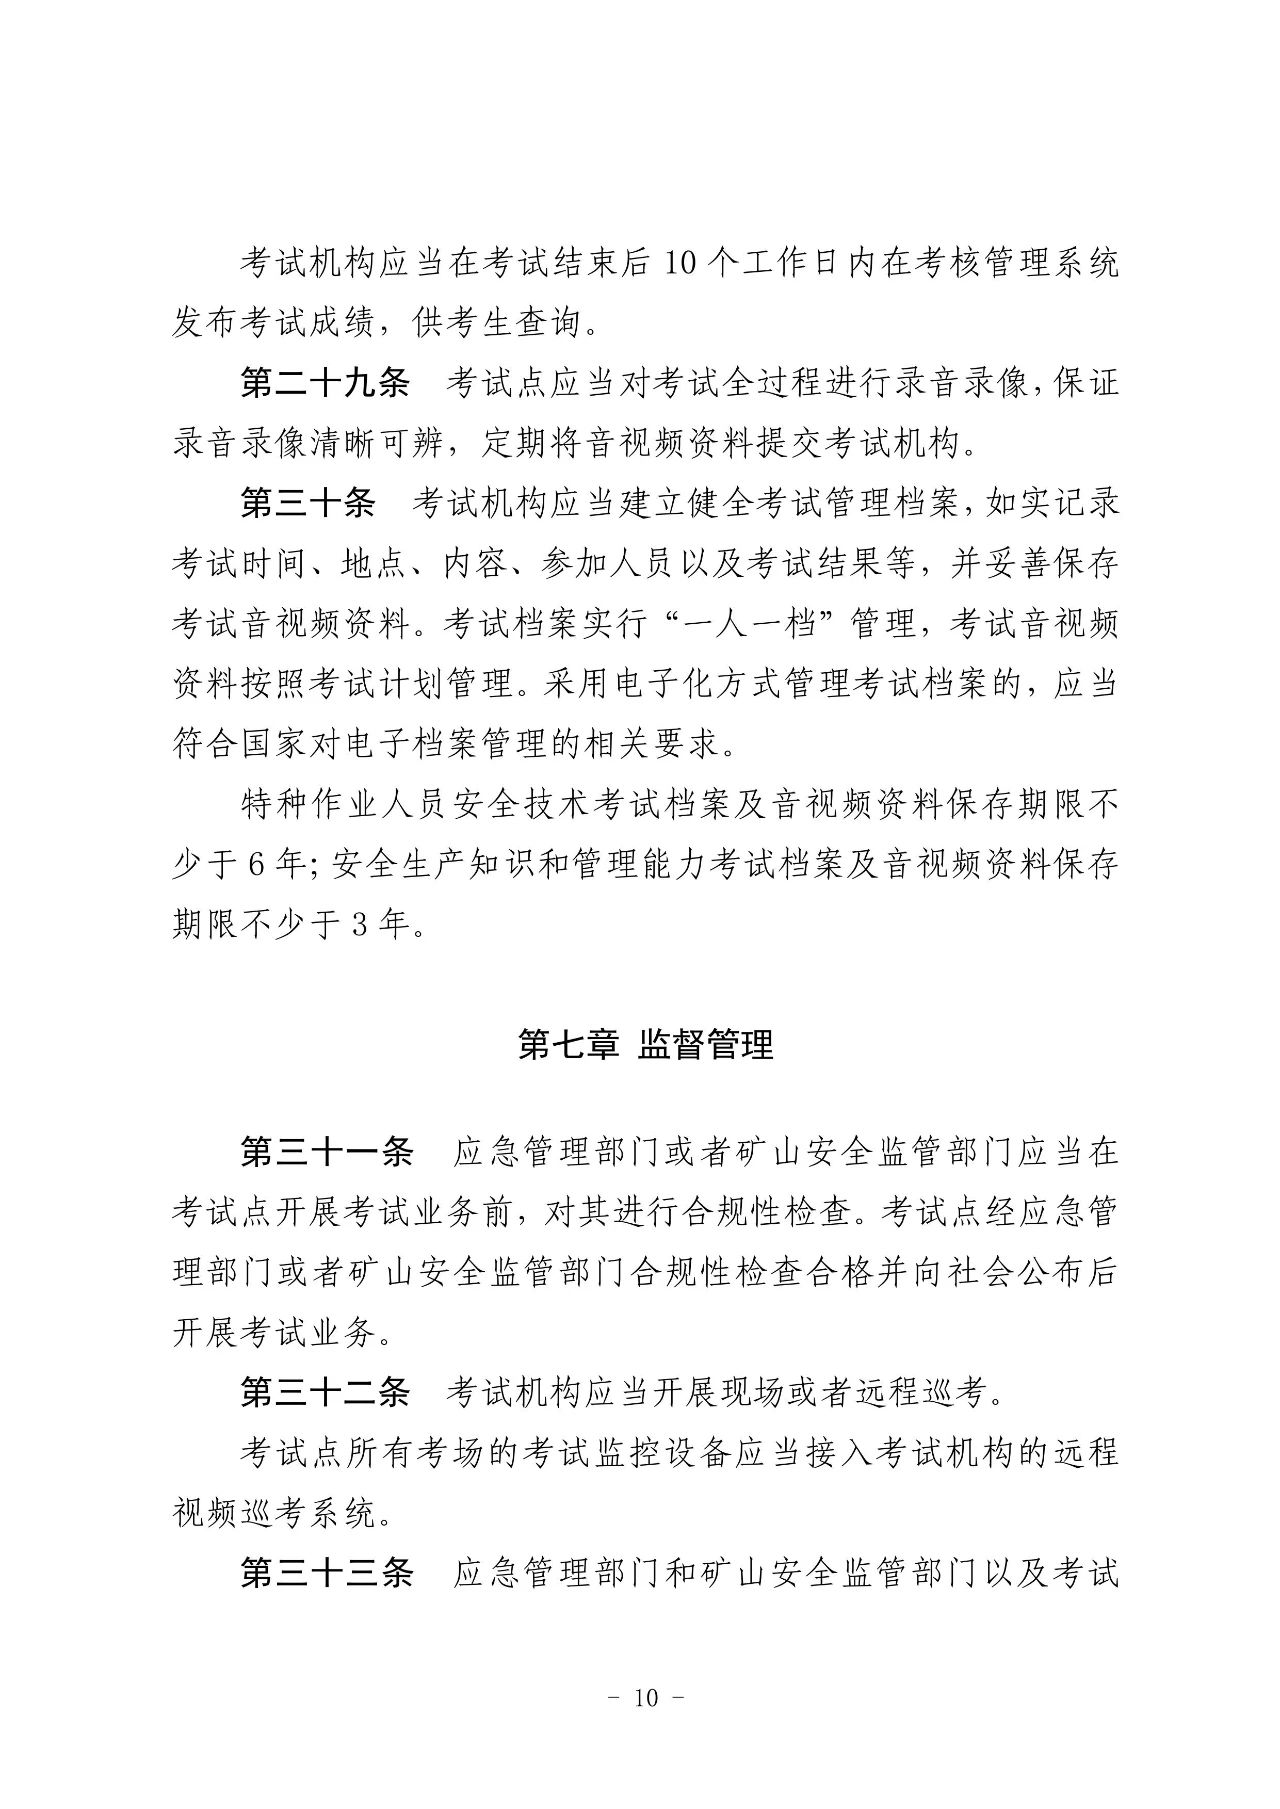 考试机构应当在考试结束后 10 个工作日内在考核管理系统
发布考试成绩，供考生查询。
第二十九条　考试点应当对考试全过程进行录音录像，保证
录音录像清晰可辨，定期将音视频资料提交考试机构。
第三十条　考试机构应当建立健全考试管理档案，如实记录
考试时间、地点、内容、参加人员以及考试结果等，并妥善保存
考试音视频资料。考试档案实行“一人一档”管理，考试音视频
资料按照考试计划管理。采用电子化方式管理考试档案的，应当
符合国家对电子档案管理的相关要求。
特种作业人员安全技术考试档案及音视频资料保存期限不
少于 6 年；安全生产知识和管理能力考试档案及音视频资料保存
期限不少于 3 年。
第七章 监督管理
第三十一条　应急管理部门或者矿山安全监管部门应当在
考试点开展考试业务前，对其进行合规性检查。考试点经应急管
理部门或者矿山安全监管部门合规性检查合格并向社会公布后
开展考试业务。
第三十二条　考试机构应当开展现场或者远程巡考。
考试点所有考场的考试监控设备应当接入考试机构的远程
视频巡考系统。
第三十三条　应急管理部门和矿山安全监管部门以及考试
- 10 -